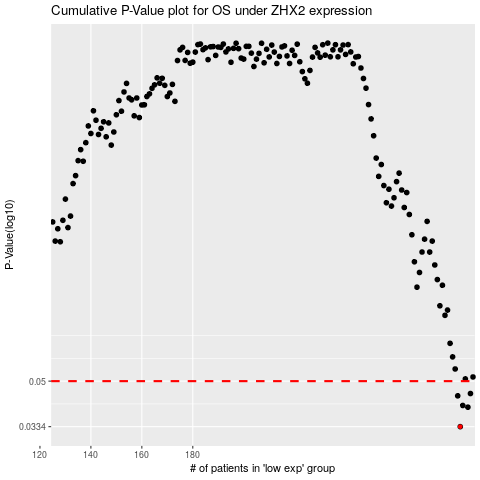 Cumulative P-Value plot for OS under ZHX2 expression
P-Value(log10)
0.05
0.0334
120 140 160 180
# of patients in 'low exp' group